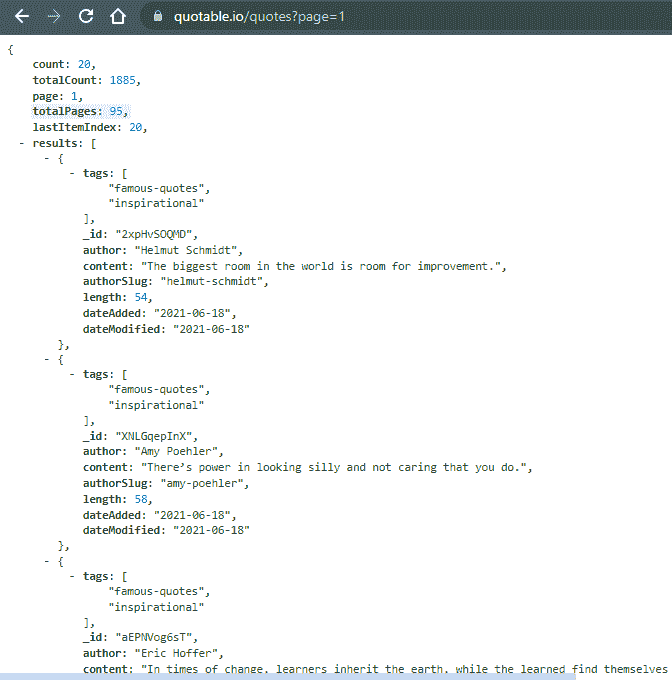 quotable.io/quotes?page=1
{
count: 20,
totalCount: 1885,
page: 1,
totalPages: 95,
lastItemIndex: 20,
- results: [
- {
- tags: [
"famous-quotes",
"inspirational"
],
_id: "2xpHvSOQMD",
author: "Helmut Schmidt",
content: "The biggest room in the world is room for improvement.",
authorSlug: "helmut-schmidt",
length: 54,
dateAdded: "2021-06-18",
dateModified: "2021-06-18"
},
- {
- tags: [
"famous-quotes",
"inspirational"
],
_id: "XNLGqepInX",
author: "Amy Poehler",
content: "There’s power in looking silly and not caring that you do.",
authorSlug: "amy-poehler",
length: 58,
dateAdded: "2021-06-18",
dateModified: "2021-06-18"
},
- {
- tags: [
"famous-quotes",
"inspirational"
],
_id: "aEPNVog6sT",
author: "Eric Hoffer",
content: "In times of change, learners inherit the earth, while the learned find themselves